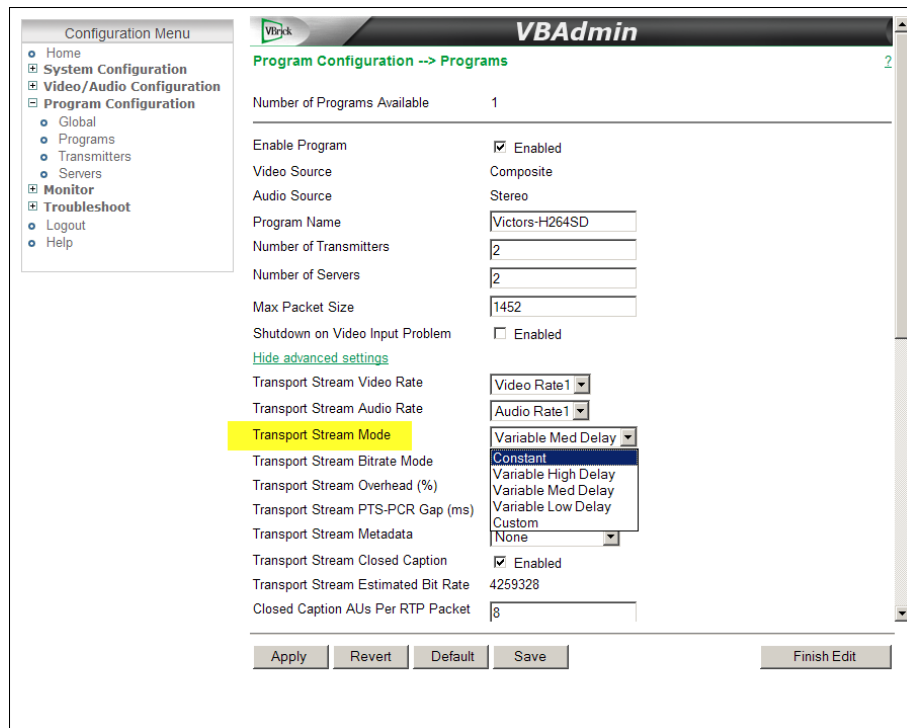 Configuration Menu
Home
System Configuration
Video/Audio Configuration
Program Configuration
Global
Programs
Transmitters
Servers
Monitor
Troubleshoot
Logout
Help
VBrick
VBAdmin
Program Configuration --> Programs ?
Number of Programs Available 1
Enable Program Enabled
Video Source Composite
Audio Source Stereo
Program Name Victors-H264SD
Number of Transmitters 2
Number of Servers 2
Max Packet Size 1452
Shutdown on Video Input Problem Enabled
Hide advanced settings
Transport Stream Video Rate Video Rate1
Transport Stream Audio Rate Audio Rate1
Transport Stream Mode Variable Med Delay
Constant
Transport Stream Bitrate Mode Variable High Delay
Variable Med Delay
Transport Stream Overhead (%) Variable Low Delay
Transport Stream PTS-PCR Gap (ms) Custom
Transport Stream Metadata None
Transport Stream Closed Caption Enabled
Transport Stream Estimated Bit Rate 4259328
Closed Caption AUs Per RTP Packet 8
Apply Revert Default Save Finish Edit